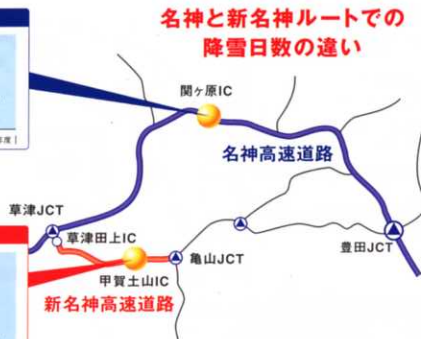 名神と新名神ルートでの
降雪日数の違い
年度
関ヶ原IC
名神高速道路
草津JCT
草津田上IC
亀山JCT
豊田JCT
甲賀土山IC
新名神高速道路